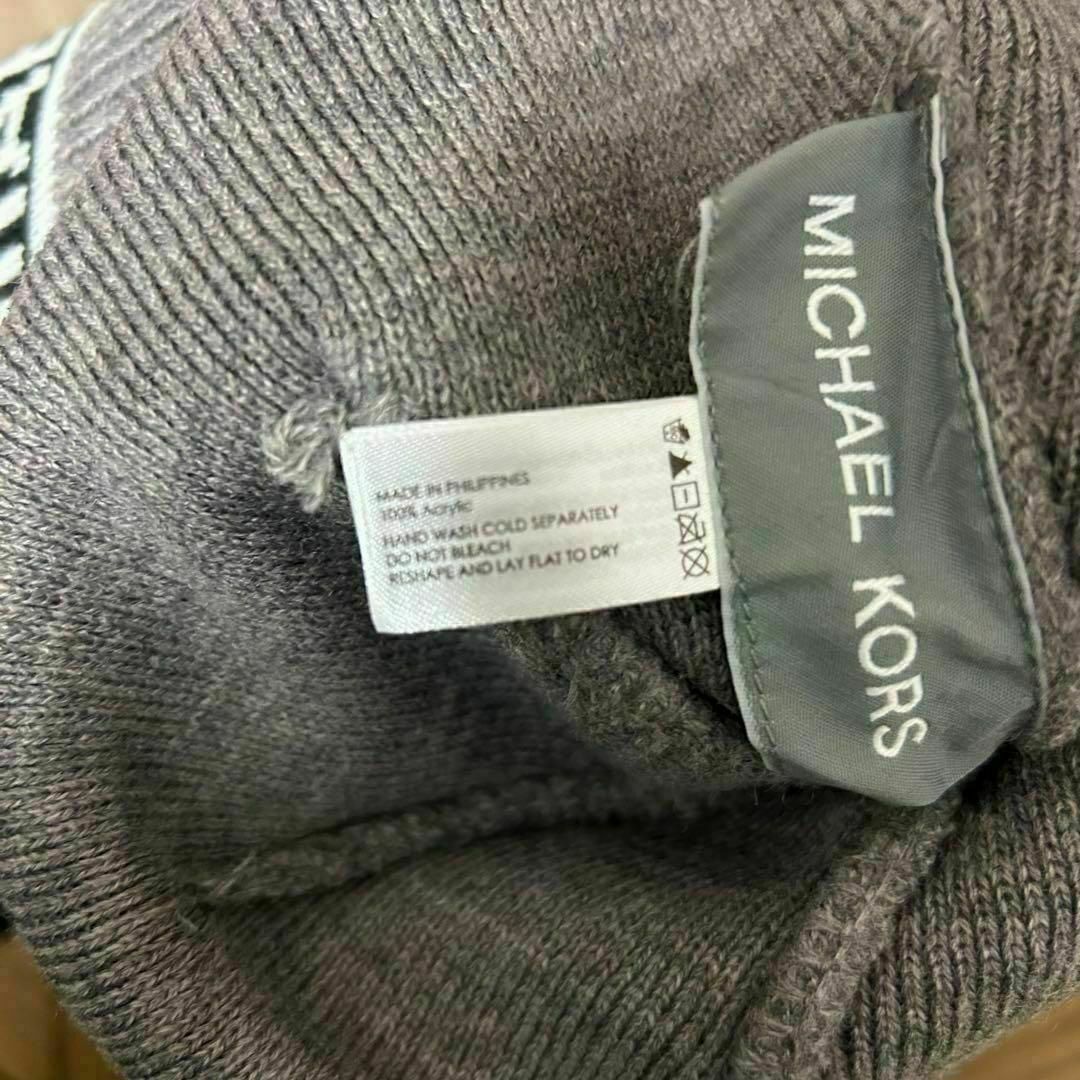 MADE IN PHILIPPINES
100% Acrylic
HAND WASH COLD SEPARATELY
DO NOT BLEACH
RESHAPE AND LAY FLAT TO DRY
MICHAEL KORS